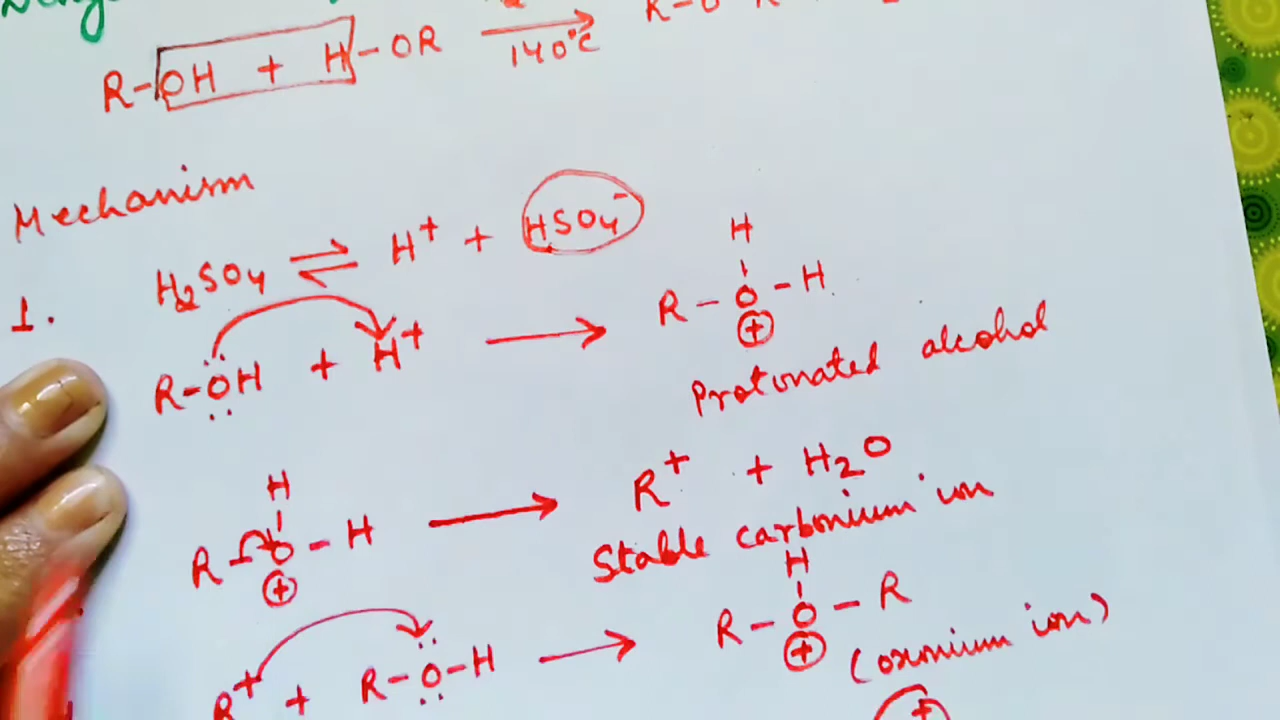 R-OH + H-OR → 140°C
Mechanism
H₂SO₄ ⇌ H⁺ + HSO₄⁻
1.
R-OH + H⁺ → R-O-H H ⊕
Protonated alcohol
R-O-H H ⊕ → R⁺ + H₂O
Stable carbonium ion
R⁺ + R-O-H → R-O-R H ⊕
(oxonium ion)
+